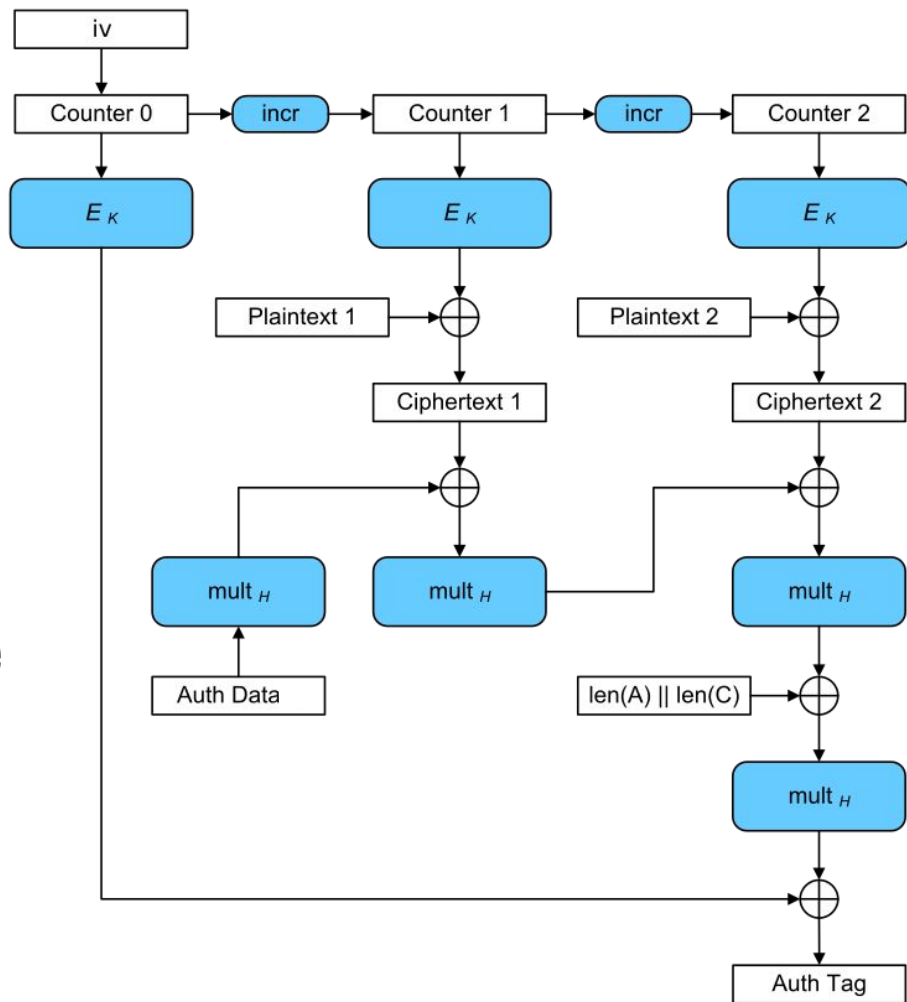 iv
Counter 0
incr
Counter 1
incr
Counter 2
E K
E K
E K
Plaintext 1
Plaintext 2
Ciphertext 1
Ciphertext 2
mult H
mult H
mult H
e
Auth Data
len(A) || len(C)
mult H
Auth Tag